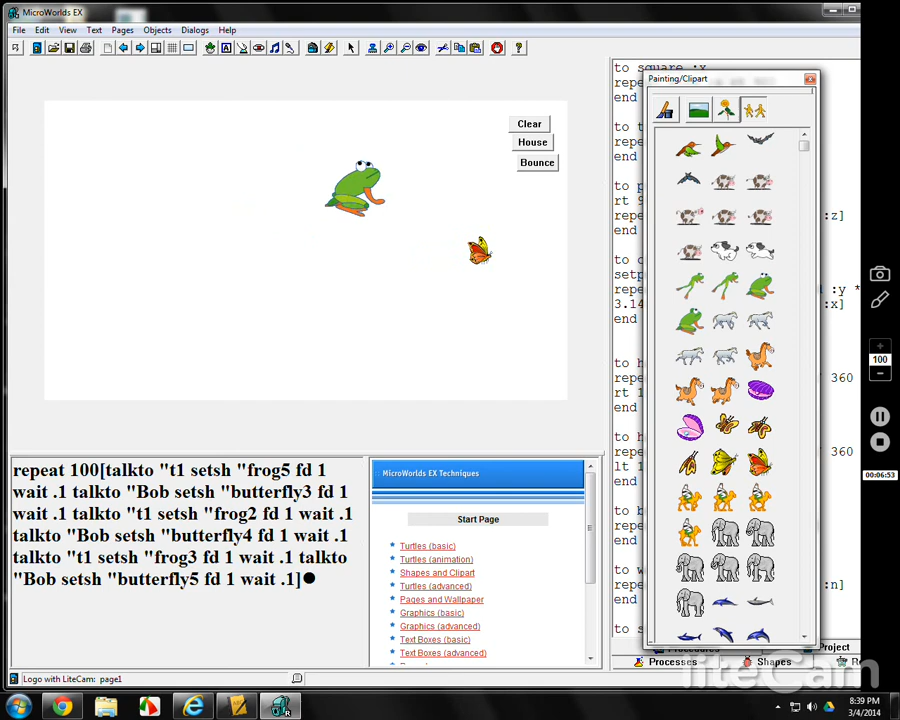 MicroWorlds EX
File Edit View Text Pages Objects Dialogs Help
Clear
House
Bounce
to square :x
repe
end
to t
repe
end
to p
rt 9
repe :z]
end
to c
setp
repe :y *
3.14 :x]
end
to h
repe 360
rt 1
end
to h
repe 360
lt 1
end
to b
repe
end
to w
repe :n]
end
to s
Painting/Clipart
repeat 100[talkto "t1 setsh "frog5 fd 1
wait .1 talkto "Bob setsh "butterfly3 fd 1
wait .1 talkto "t1 setsh "frog2 fd 1 wait .1
talkto "Bob setsh "butterfly4 fd 1 wait .1
talkto "t1 setsh "frog3 fd 1 wait .1 talkto
"Bob setsh "butterfly5 fd 1 wait .1]
MicroWorlds EX Techniques
Start Page
Turtles (basic)
Turtles (animation)
Shapes and Clipart
Turtles (advanced)
Pages and Wallpaper
Graphics (basic)
Graphics (advanced)
Text Boxes (basic)
Text Boxes (advanced)
Procedures Project
Processes Shapes
Logo with LiteCam: page1
liteCam
100
00:06:53
8:39 PM
3/4/2014